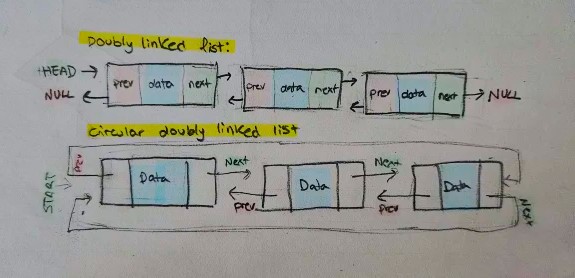 Doubly linked list:
HEAD
prev data next
prev data next
prev data next
NULL
NULL
Circular doubly linked list
START
prev
Data
Next
prev
Data
Next
prev
Data
Next